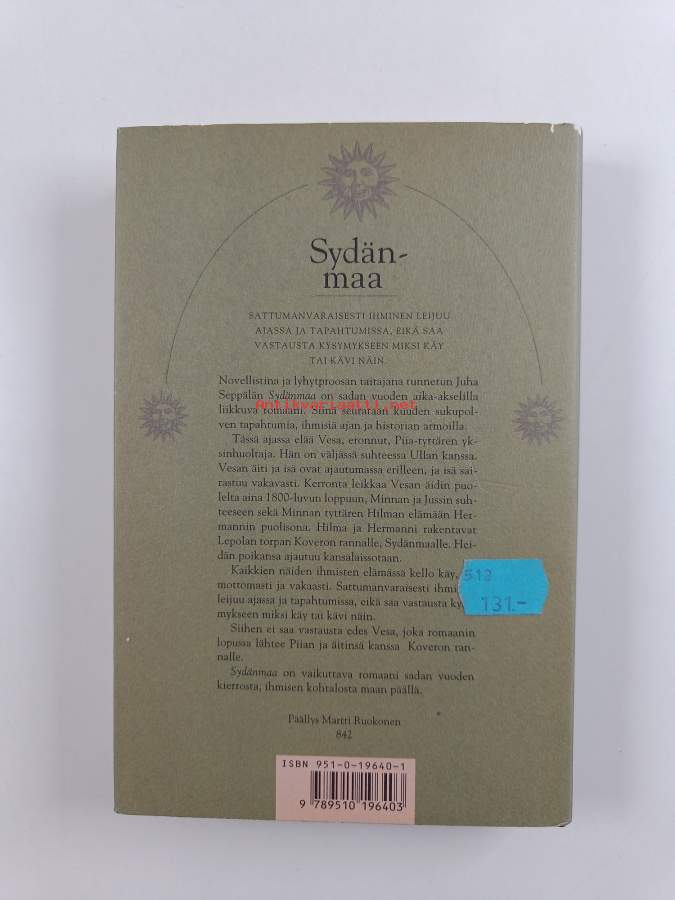 Sydän-
maa
SATTUMANVARAISESTI IHMINEN LEIJUU
AJASSA JA TAPAHTUMISSA, EIKÄ SAA
VASTAUSTA KYSYMYKSEEN MIKSI KÄY
TAI KÄVI NÄIN.
Novellistina ja lyhytproosan taitajana tunnetun Juha
Seppälän Sydänmaa on sadan vuoden aika-akselilla
liikkuva romaani. Siinä seurataan kuuden sukupol-
ven tapahtumia, ihmisiä ajan ja historian armoilla.
Antikvariaatti.net
Tässä ajassa elää Vesa, eronnut, Piia-tyttären yk-
sinhuoltaja. Hän on väljässä suhteessa Ullan kanssa.
Vesan äiti ja isä ovat ajautumassa erilleen, ja isä sai-
rastuu vakavasti. Kerronta leikkaa Vesan äidin puo-
lelta aina 1800-luvun loppuun, Minnan ja Jussin suh-
teeseen sekä Minnan tyttären Hilman elämään Her-
mannin puolisona. Hilma ja Hermanni rakentavat
Lepolan torpan Koveron rannalle, Sydänmaalle. Hei-
dän poikansa ajautuu kansalaissotaan.
Kaikkien näiden ihmisten elämässä kello käy,
mottomasti ja vakaasti. Sattumanvaraisesti ihmi
leijuu ajassa ja tapahtumissa, eikä saa vastausta ky
mykseen miksi käy tai kävi näin.
513
131.-
Siihen ei saa vastausta edes Vesa, joka romaanin
lopussa lähtee Piian ja äitinsä kanssa Koveron ran-
nalle.
Sydänmaa on vaikuttava romaani sadan vuoden
kierrosta, ihmisen kohtalosta maan päällä.
Päällys Martti Ruokonen
842
ISBN 951-0-19640-1
9 789510 196403